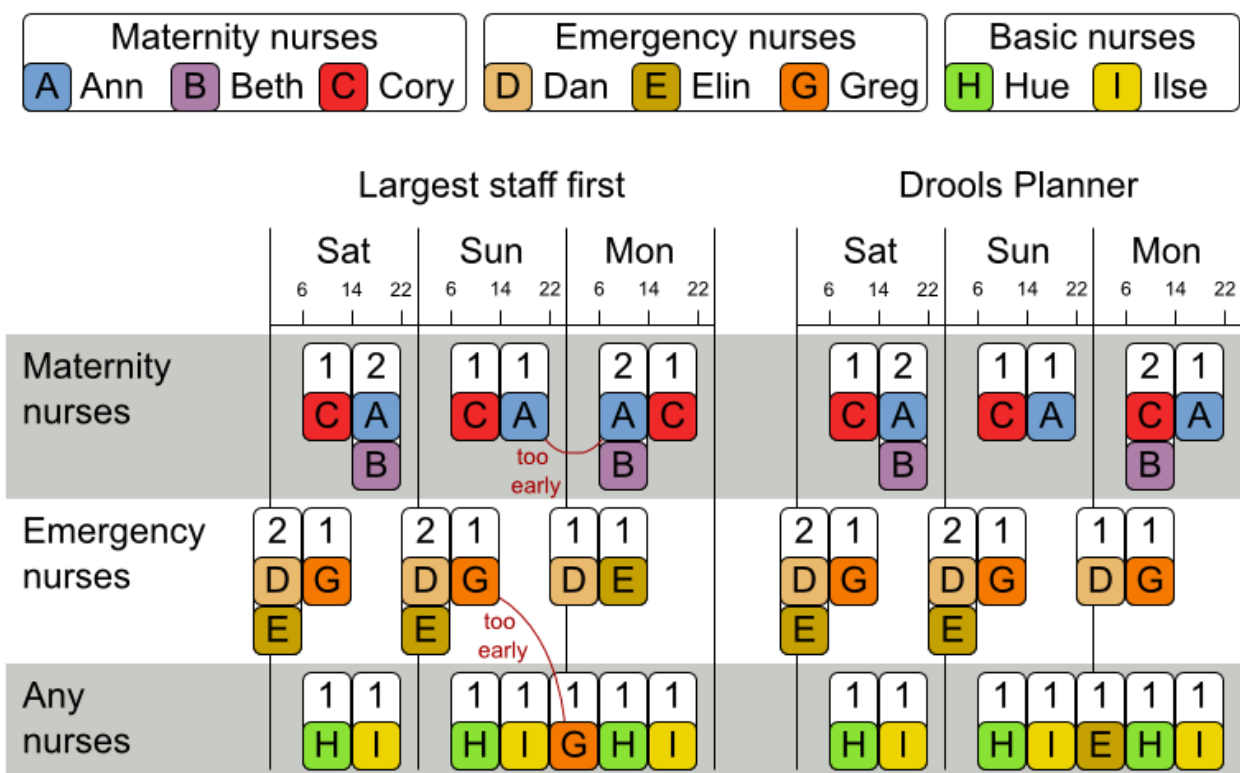 Maternity nurses Emergency nurses Basic nurses
A Ann B Beth C Cory D Dan E Elin G Greg H Hue I Ilse
Largest staff first Drools Planner
Sat Sun Mon Sat Sun Mon
6 14 22 6 14 22 6 14 22 6 14 22 6 14 22 6 14 22
Maternity 1 2 1 1 2 1 1 2 1 1 2 1
nurses C A C A A C C A C A C A
B too B B B
early
Emergency 2 1 2 1 1 1 2 1 2 1 1 1
nurses D G D G D E D G D G D G
E E too E E
early
Any 1 1 1 1 1 1 1 1 1 1 1 1 1 1
nurses H I H I G H I H I H I E H I